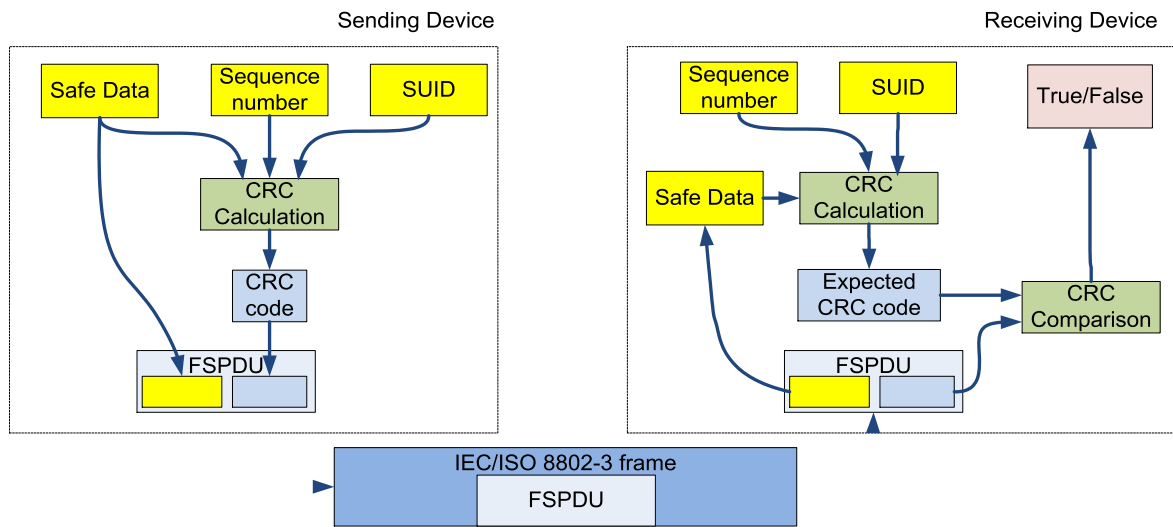 Sending Device
Safe Data
Sequence
number
SUID
CRC
Calculation
CRC
code
FSPDU
Receiving Device
Sequence
number
SUID
True/False
Safe Data
CRC
Calculation
Expected
CRC code
CRC
Comparison
FSPDU
IEC/ISO 8802-3 frame
FSPDU